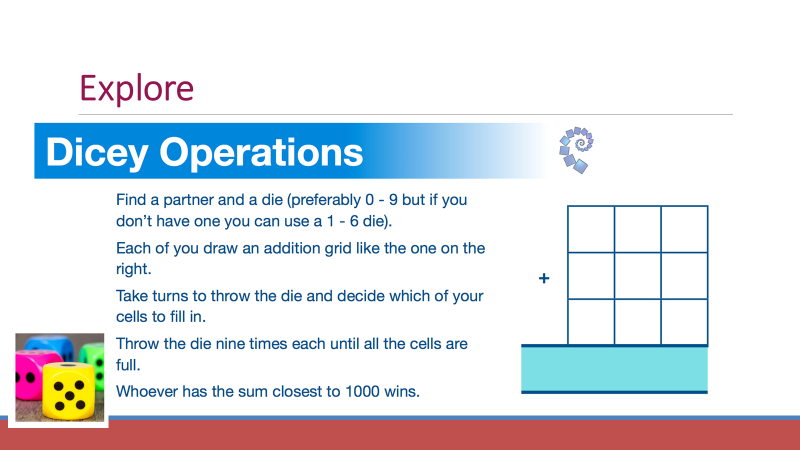 Explore
Dicey Operations
Find a partner and a die (preferably 0 - 9 but if you
don’t have one you can use a 1 - 6 die).
Each of you draw an addition grid like the one on the
right.
Take turns to throw the die and decide which of your
cells to fill in.
Throw the die nine times each until all the cells are
full.
Whoever has the sum closest to 1000 wins.
+